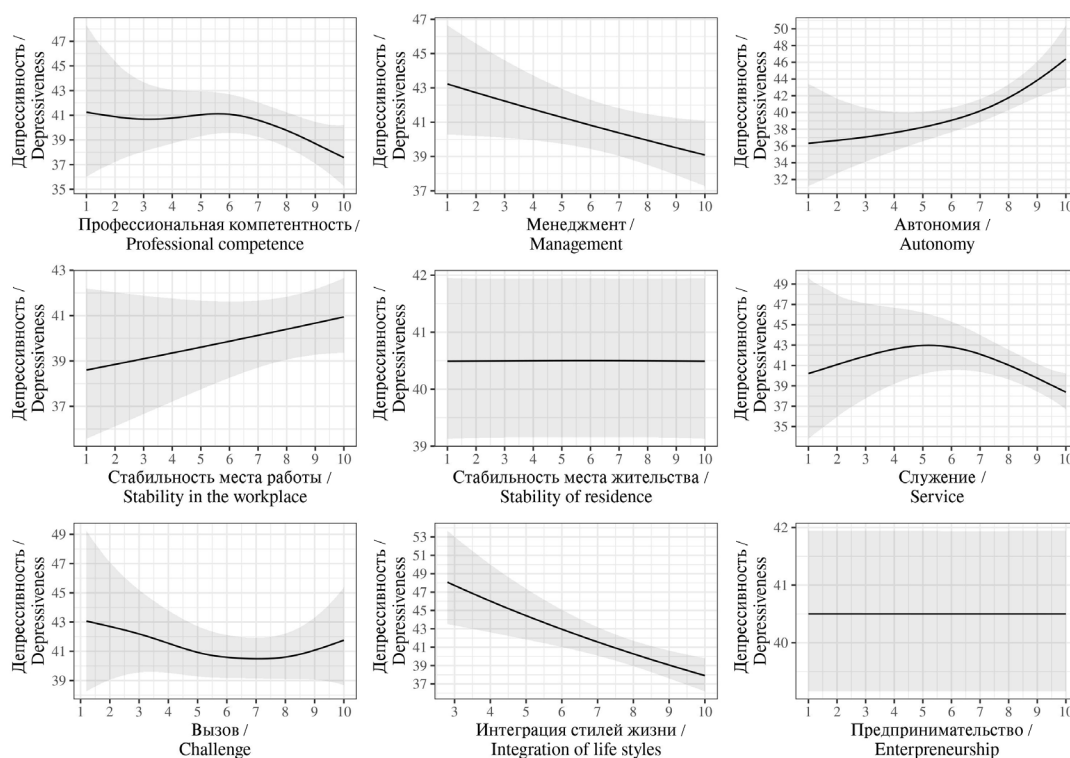 Депрессивность /
Depressiveness
47
45
43
41
39
37
35
1 2 3 4 5 6 7 8 9 10
Профессиональная компетентность /
Professional competence
Депрессивность /
Depressiveness
47
45
43
41
39
37
1 2 3 4 5 6 7 8 9 10
Менеджмент /
Management
Депрессивность /
Depressiveness
50
48
46
44
42
40
38
36
34
32
1 2 3 4 5 6 7 8 9 10
Автономия /
Autonomy
Депрессивность /
Depressiveness
43
41
39
37
1 2 3 4 5 6 7 8 9 10
Стабильность места работы /
Stability in the workplace
Депрессивность /
Depressiveness
42
41
40
39
1 2 3 4 5 6 7 8 9 10
Стабильность места жительства /
Stability of residence
Депрессивность /
Depressiveness
49
47
45
43
41
39
37
35
1 2 3 4 5 6 7 8 9 10
Служение /
Service
Депрессивность /
Depressiveness
49
47
45
43
41
39
1 2 3 4 5 6 7 8 9 10
Вызов /
Challenge
Депрессивность /
Depressiveness
53
51
49
47
45
43
41
39
37
3 4 5 6 7 8 9 10
Интеграция стилей жизни /
Integration of life styles
Депрессивность /
Depressiveness
42
41
40
1 2 3 4 5 6 7 8 9 10
Предпринимательство /
Enterpreneurship